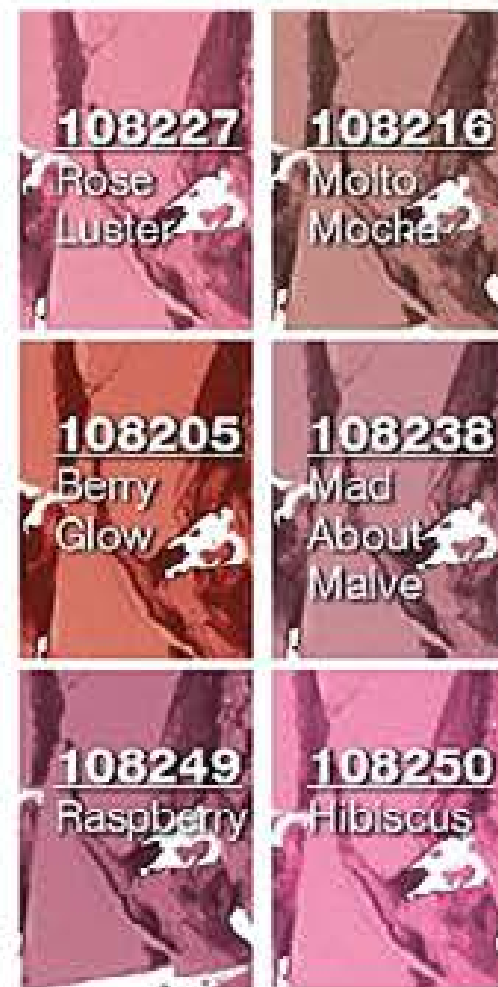 108227
Rose
Luster
108216
Molto
Mocha
108205
Berry
Glow
108238
Mad
About
Malve
108249
Raspberry
108250
Hibiscus